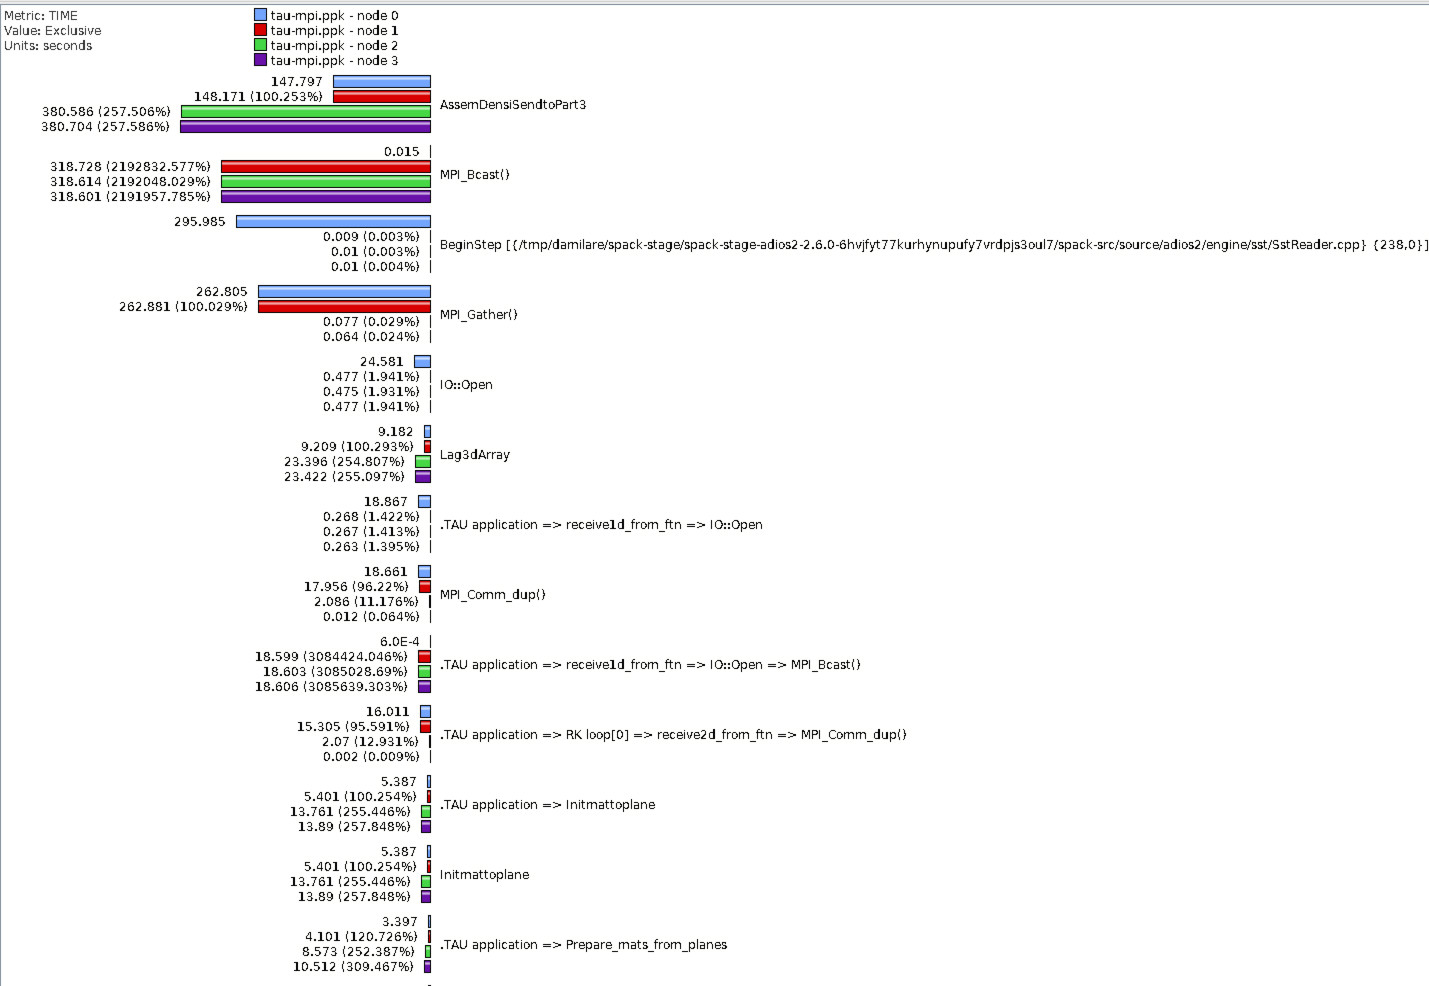 Metric: TIME
Value: Exclusive
Units: seconds
tau-mpi.ppk - node 0
tau-mpi.ppk - node 1
tau-mpi.ppk - node 2
tau-mpi.ppk - node 3
147.797
148.171 (100.253%)
380.586 (257.506%)
380.704 (257.586%)
AssemDensiSendtoPart3
0.015
318.728 (2192832.577%)
318.614 (2192048.029%)
318.601 (2191957.785%)
MPI_Bcast()
295.985
0.009 (0.003%)
0.01 (0.003%)
0.01 (0.004%)
BeginStep [{/tmp/damilare/spack-stage/spack-stage-adios2-2.6.0-6hvjfyt77kurhynupufy7vrdpjs3oul7/spack-src/source/adios2/engine/sst/SstReader.cpp} {238,0}]
262.805
262.881 (100.029%)
0.077 (0.029%)
0.064 (0.024%)
MPI_Gather()
24.581
0.477 (1.941%)
0.475 (1.931%)
0.477 (1.941%)
IO::Open
9.182
9.209 (100.293%)
23.396 (254.807%)
23.422 (255.097%)
Lag3dArray
18.867
0.268 (1.422%)
0.267 (1.413%)
0.263 (1.395%)
.TAU application => receive1d_from_ftn => IO::Open
18.661
17.956 (96.22%)
2.086 (11.176%)
0.012 (0.064%)
MPI_Comm_dup()
6.0E-4
18.599 (3084424.046%)
18.603 (3085028.69%)
18.606 (3085639.303%)
.TAU application => receive1d_from_ftn => IO::Open => MPI_Bcast()
16.011
15.305 (95.591%)
2.07 (12.931%)
0.002 (0.009%)
.TAU application => RK loop[0] => receive2d_from_ftn => MPI_Comm_dup()
5.387
5.401 (100.254%)
13.761 (255.446%)
13.89 (257.848%)
.TAU application => Initmattoplane
5.387
5.401 (100.254%)
13.761 (255.446%)
13.89 (257.848%)
Initmattoplane
3.397
4.101 (120.726%)
8.573 (252.387%)
10.512 (309.467%)
.TAU application => Prepare_mats_from_planes